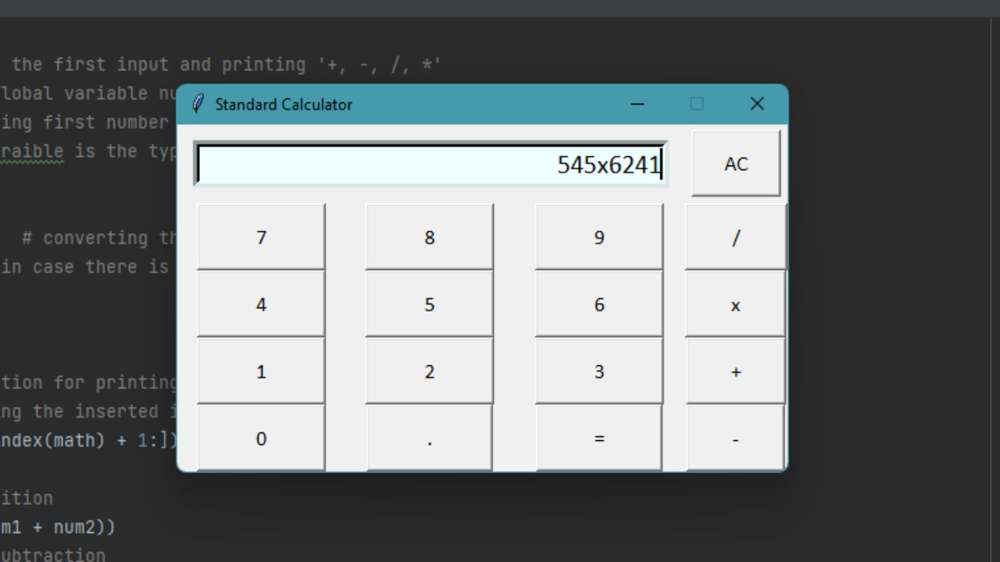 the first input and printing '+, -, /, *'
lobal variable nu
ing first number
raible is the typ
# converting th
in case there is
tion for printing
ng the inserted i
ndex(math) + 1:])
ition
m1 + num2))
ubtraction
Standard Calculator
545x6241
AC
7 8 9 /
4 5 6 x
1 2 3 +
0 . = -